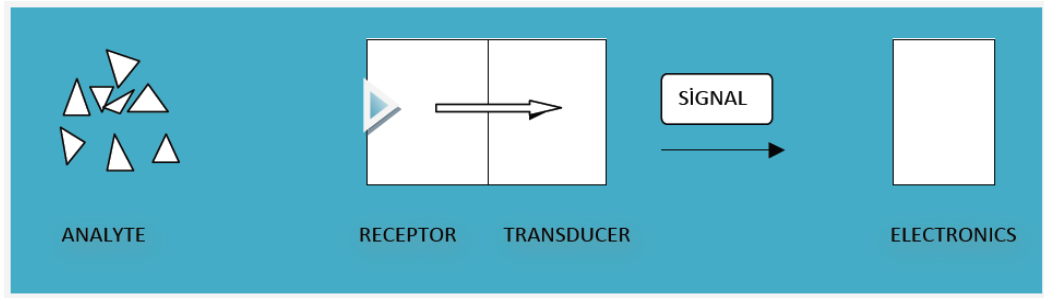 SİGNAL
ANALYTE
RECEPTOR
TRANSDUCER
ELECTRONICS